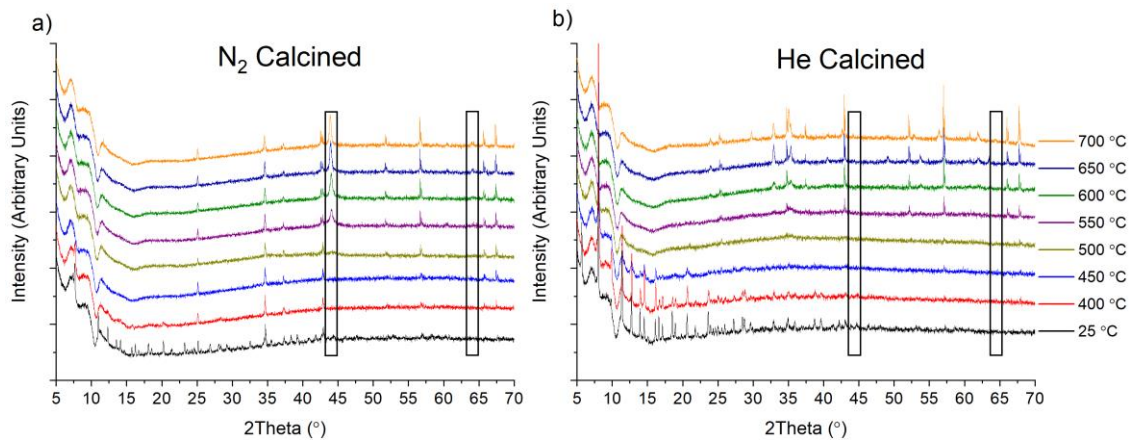 a)
N2 Calcined
Intensity (Arbitrary Units)
5 10 15 20 25 30 35 40 45 50 55 60 65 70
2Theta (°)
b)
He Calcined
Intensity (Arbitrary Units)
5 10 15 20 25 30 35 40 45 50 55 60 65 70
2Theta (°)
700 °C
650 °C
600 °C
550 °C
500 °C
450 °C
400 °C
25 °C